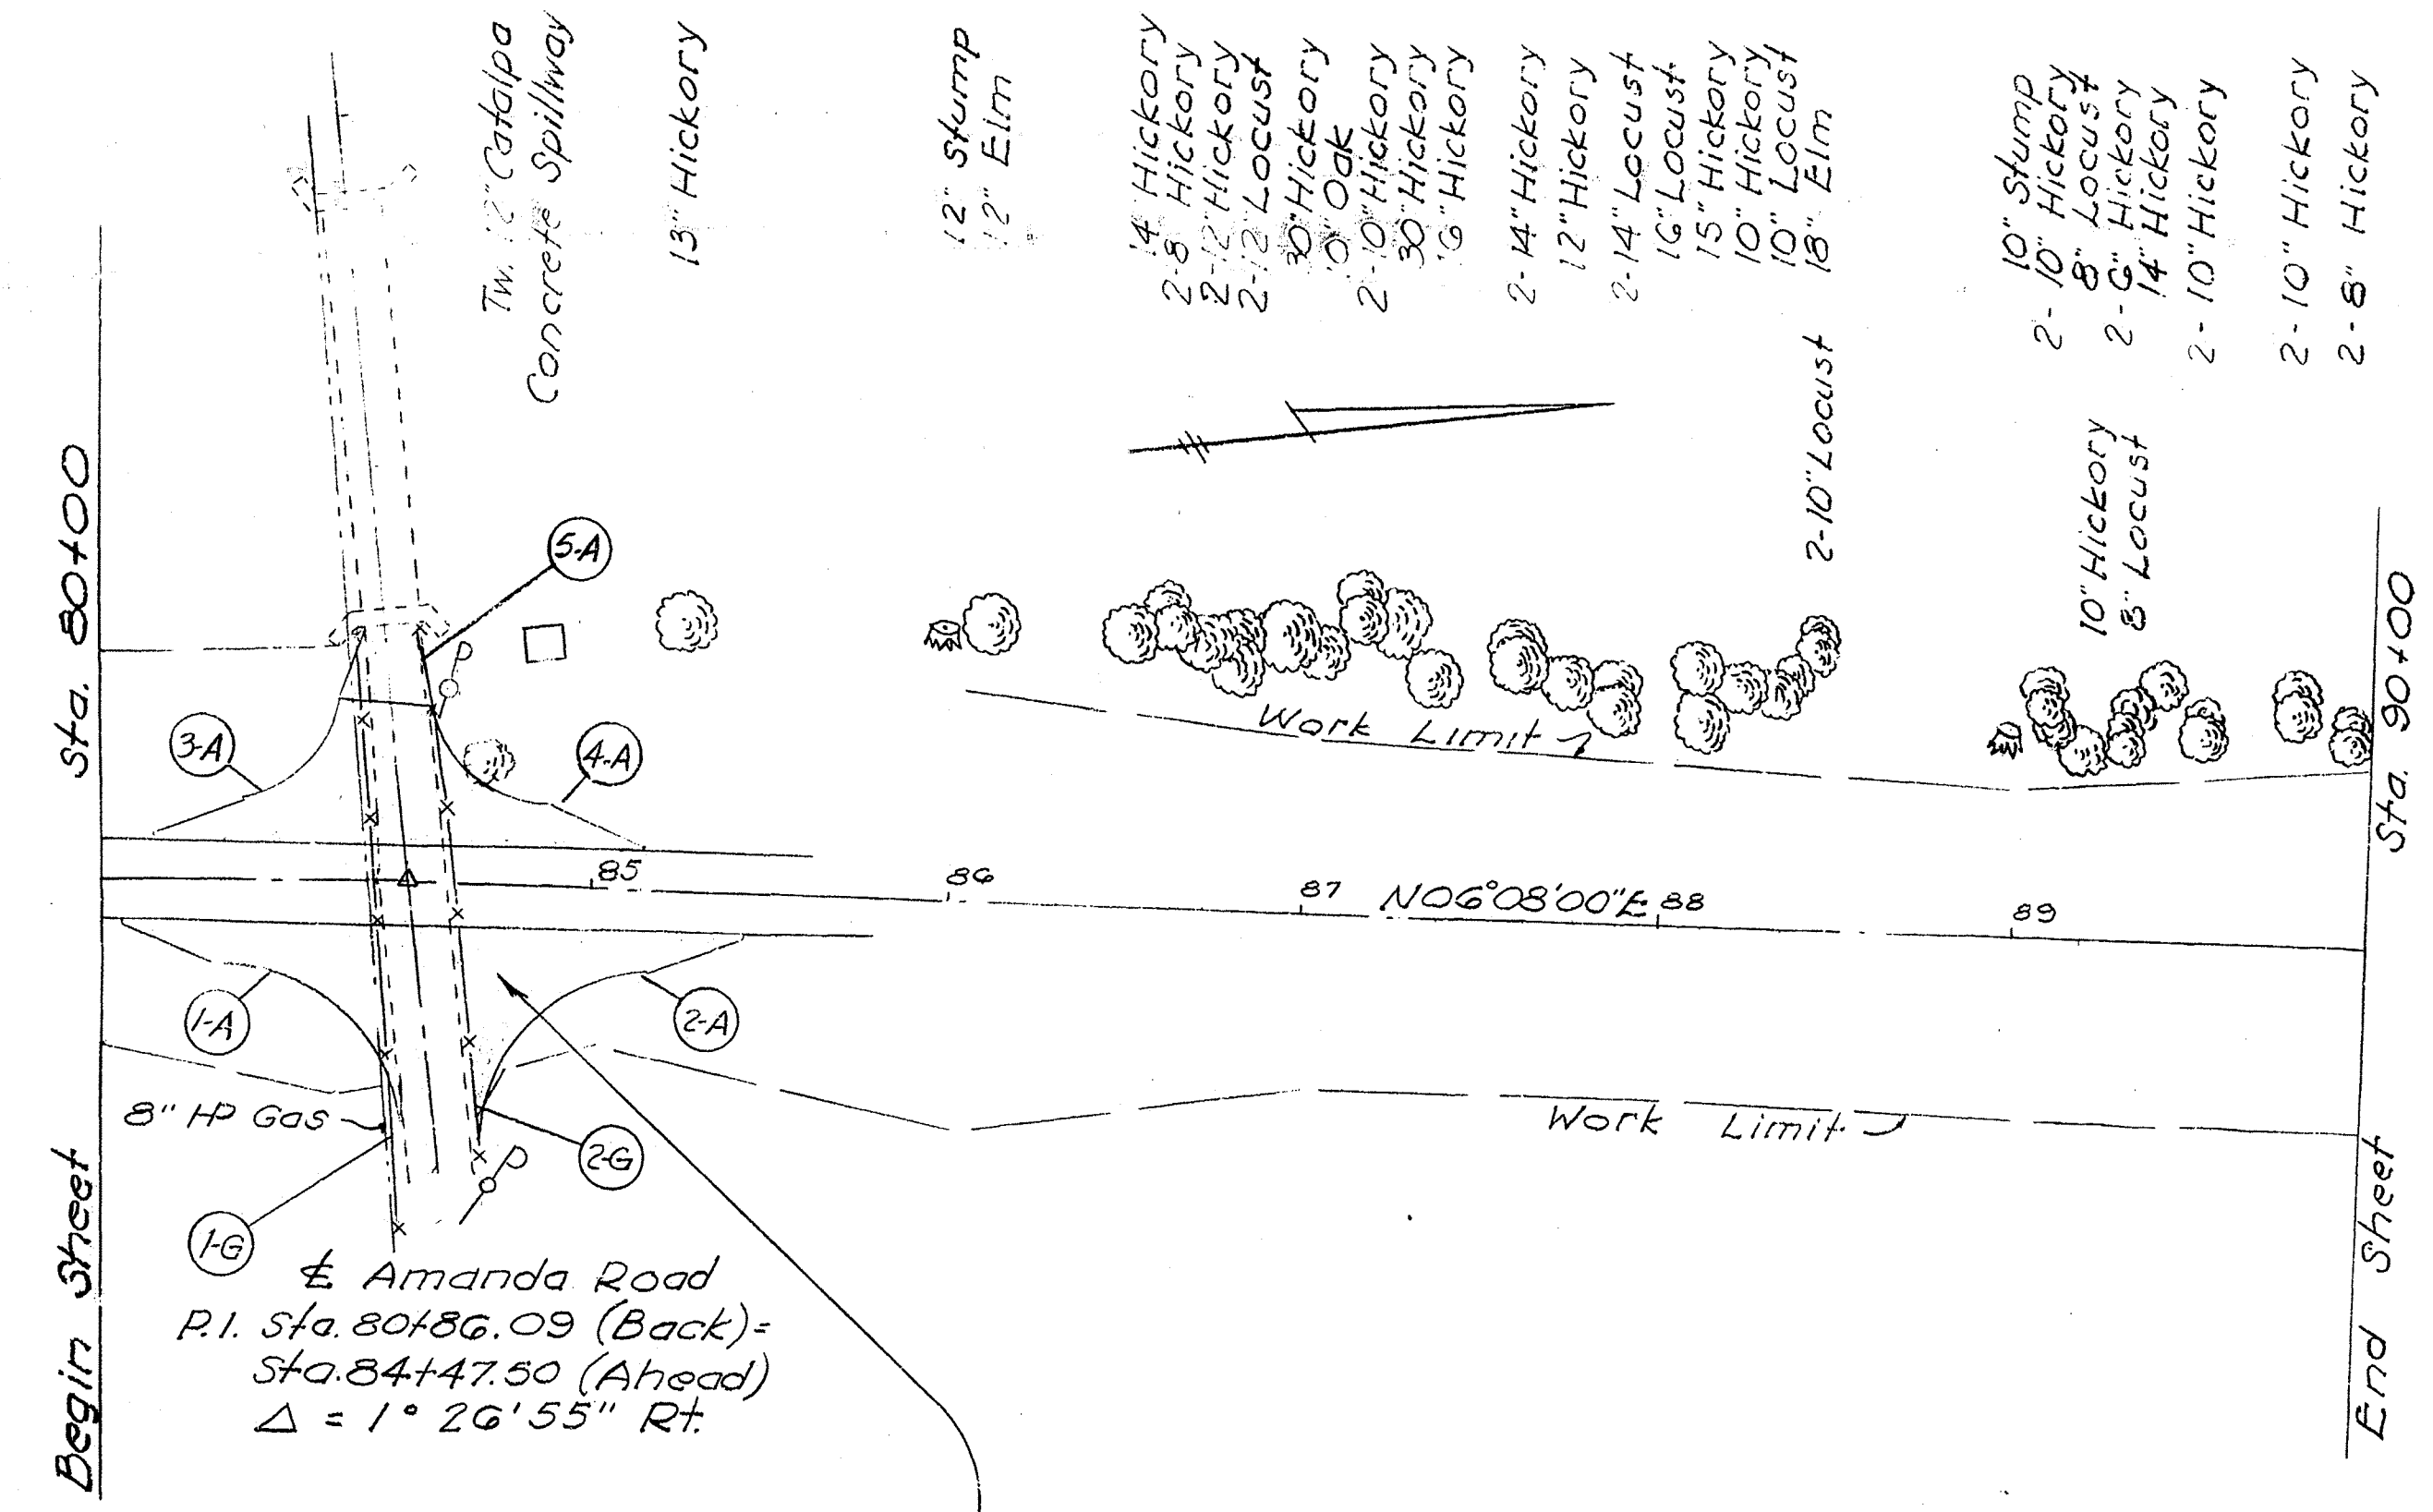 Sta. 80+00
Begin Sheet
Tw. 12" Catalpa
Concrete Spillway
13" Hickory
12" Stump
12" Elm
14" Hickory
2-8" Hickory
2-12" Hickory
2-12" Locust
30" Hickory
10" Oak
2-10" Hickory
30" Hickory
16" Hickory
2-14" Hickory
12" Hickory
2-14" Locust
16" Locust
15" Hickory
10" Hickory
10" Locust
18" Elm
2-10" Locust
10" Stump
2-10" Hickory
8" Locust
2-6" Hickory
14" Hickory
2-10" Hickory
2-10" Hickory
2-8" Hickory
10" Hickory
8" Locust
5-A
3-A
4-A
Work Limit
85
86
87
N06°08'00"E
88
89
1-A
2-A
8" HP Gas
2-G
1-G
Work Limit
℄ Amanda Road
P.I. Sta. 80+86.09 (Back)=
Sta. 84+47.50 (Ahead)
Δ = 1° 26' 55" Rt.
Sta. 90+00
End Sheet